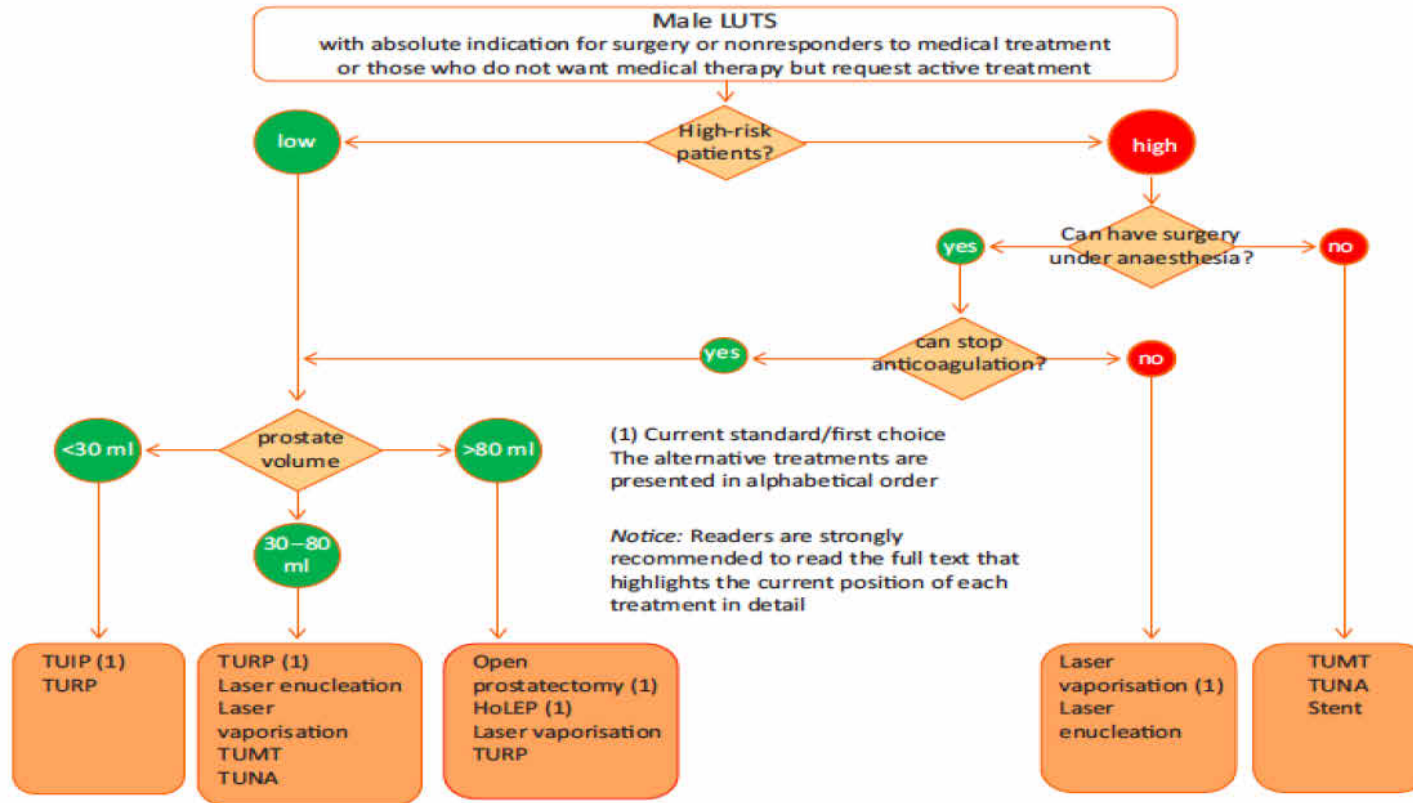 Male LUTS
with absolute indication for surgery or nonresponders to medical treatment
or those who do not want medical therapy but request active treatment
low
High-risk
patients?
high
Can have surgery
under anaesthesia?
yes
no
can stop
anticoagulation?
yes
no
<30 ml
prostate
volume
>80 ml
30–80
ml
(1) Current standard/first choice
The alternative treatments are
presented in alphabetical order
Notice: Readers are strongly
recommended to read the full text that
highlights the current position of each
treatment in detail
TUIP (1)
TURP
TURP (1)
Laser enucleation
Laser
vaporisation
TUMT
TUNA
Open
prostatectomy (1)
HoLEP (1)
Laser vaporisation
TURP
Laser
vaporisation (1)
Laser
enucleation
TUMT
TUNA
Stent